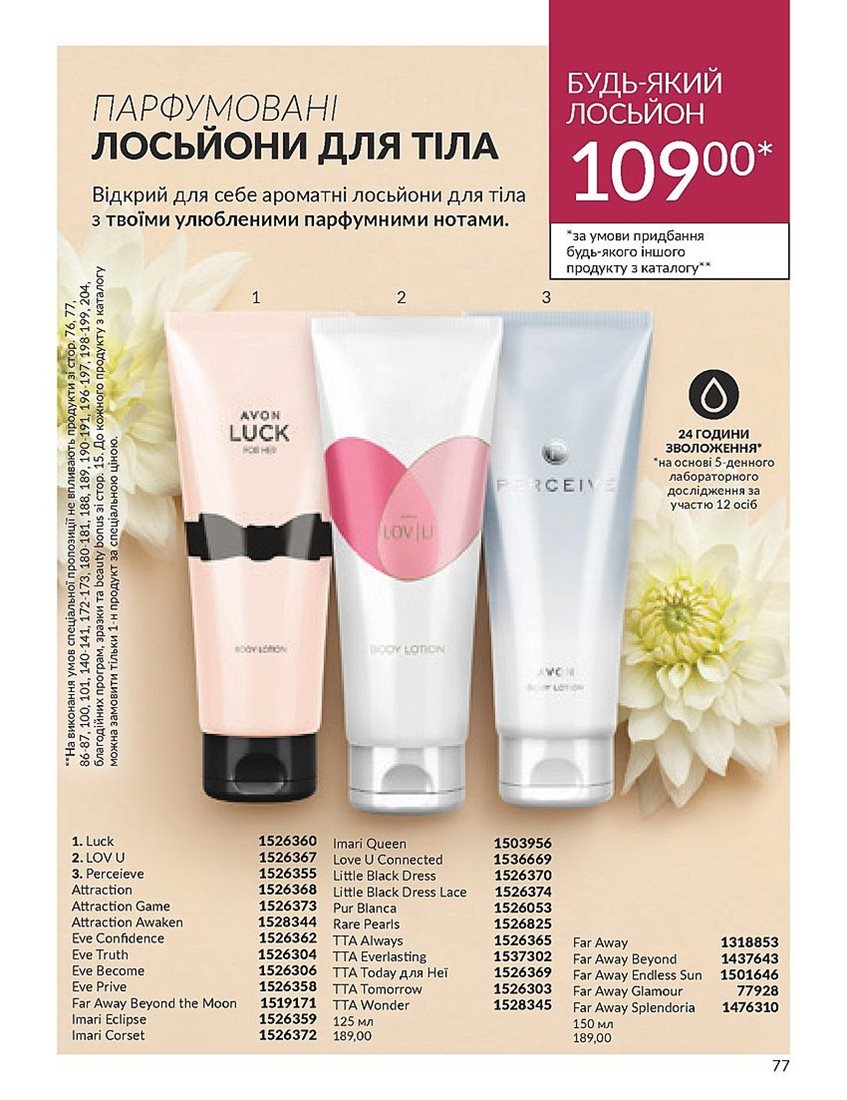 ПАРФУМОВАНІ
ЛОСЬЙОНИ ДЛЯ ТІЛА
Відкрий для себе ароматні лосьйони для тіла
з твоїми улюбленими парфумними нотами.
БУДЬ-ЯКИЙ
ЛОСЬЙОН
109⁰⁰*
*за умови придбання
будь-якого іншого
продукту з каталогу**
**На виконання умов спеціальної пропозиції не впливають продукти зі стор. 76, 77,
86-87, 100, 101, 140-141, 172-173, 180-181, 188, 189, 190-191, 196-197, 198-199, 204,
благодійних програм, зразки та beauty bonus зі стор. 15. До кожного продукту з каталогу
можна замовити тільки 1-н продукт за спеціальною ціною.
1
2
3
AVON
LUCK
FOR HER
BODY LOTION
LOV|U
BODY LOTION
PERCEIVE
AVON
BODY LOTION
24 ГОДИНИ
ЗВОЛОЖЕННЯ*
*на основі 5-денного
лабораторного
дослідження за
участю 12 осіб
1. Luck 1526360
2. LOV U 1526367
3. Perceieve 1526355
Attraction 1526368
Attraction Game 1526373
Attraction Awaken 1528344
Eve Confidence 1526362
Eve Truth 1526304
Eve Become 1526306
Eve Prive 1526358
Far Away Beyond the Moon 1519171
Imari Eclipse 1526359
Imari Corset 1526372
Imari Queen 1503956
Love U Connected 1536669
Little Black Dress 1526370
Little Black Dress Lace 1526374
Pur Blanca 1526053
Rare Pearls 1526825
TTA Always 1526365
TTA Everlasting 1537302
TTA Today для Неї 1526369
TTA Tomorrow 1526303
TTA Wonder 1528345
125 мл
189,00
Far Away 1318853
Far Away Beyond 1437643
Far Away Endless Sun 1501646
Far Away Glamour 77928
Far Away Splendoria 1476310
150 мл
189,00
77